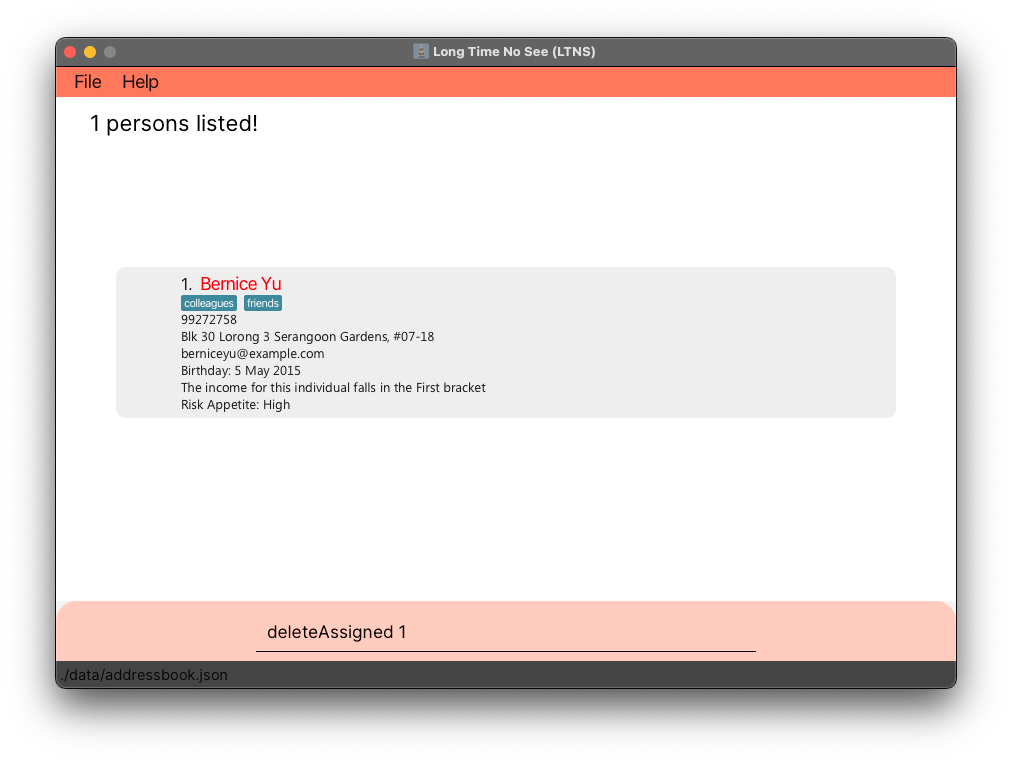 Long Time No See (LTNS)
File Help
1 persons listed!
1. Bernice Yu
colleagues friends
99272758
Blk 30 Lorong 3 Serangoon Gardens, #07-18
berniceyu@example.com
Birthday: 5 May 2015
The income for this individual falls in the First bracket
Risk Appetite: High
deleteAssigned 1
./data/addressbook.json